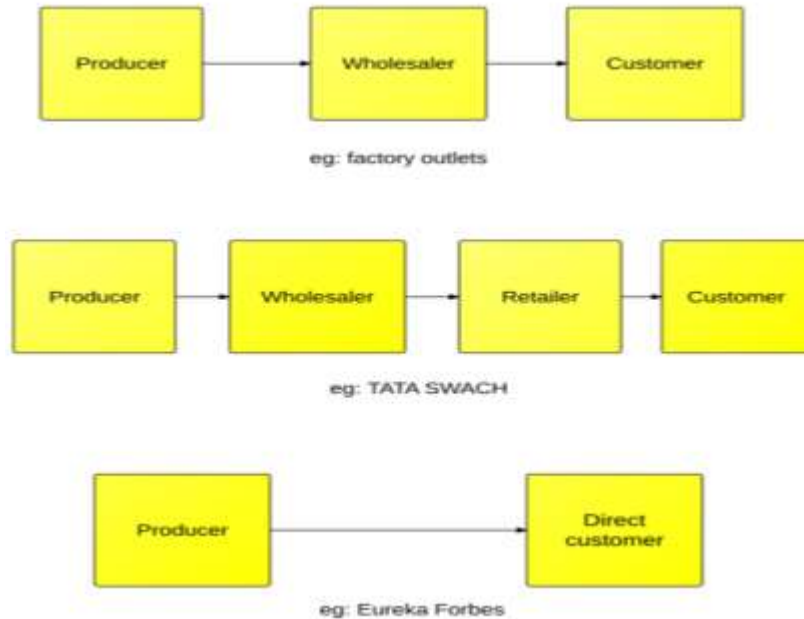 Producer
Wholesaler
Customer
eg: factory outlets
Producer
Wholesaler
Retailer
Customer
eg: TATA SWACH
Producer
Direct
customer
eg: Eureka Forbes